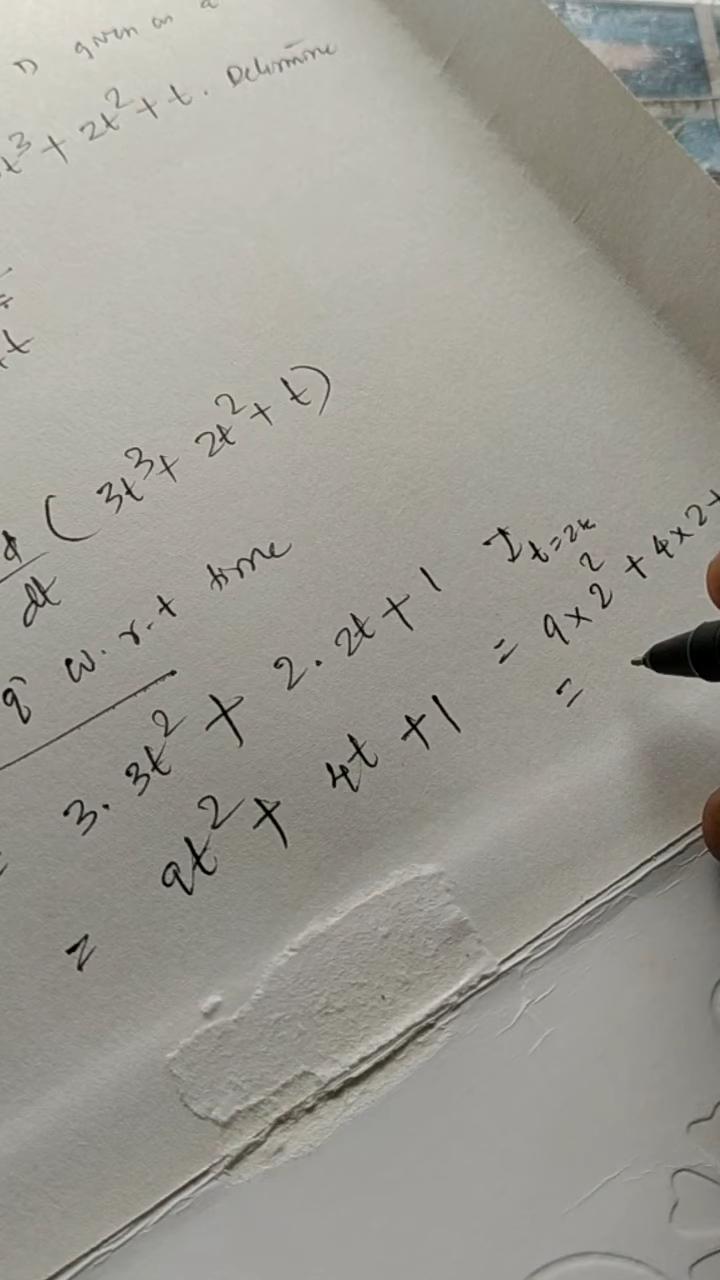 given as a
t³ + 2t² + t. Determine
d/dt (3t³ + 2t² + t)
q w.r.t time
3.3t² + 2.2t + 1
= 9t² + 4t + 1
I t=2
= 9×2² + 4×2+
=